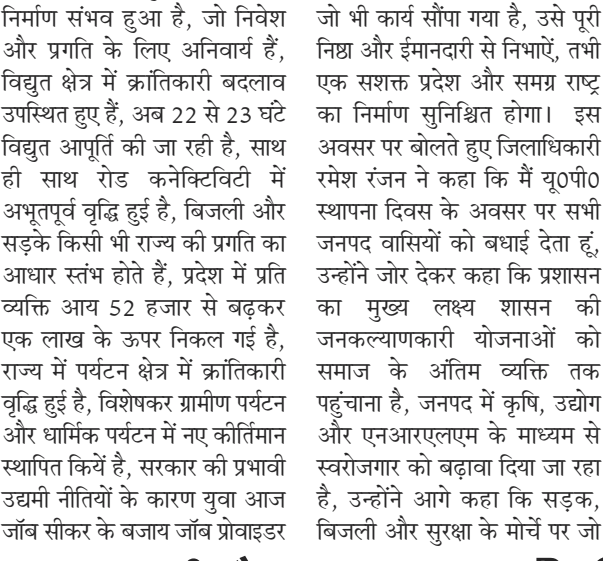 निर्माण संभव हुआ है, जो निवेश
और प्रगति के लिए अनिवार्य हैं,
विद्युत क्षेत्र में क्रांतिकारी बदलाव
उपस्थित हुए हैं, अब 22 से 23 घंटे
विद्युत आपूर्ति की जा रही है, साथ
ही साथ रोड कनेक्टिविटी में
अभूतपूर्व वृद्धि हुई है, बिजली और
सड़के किसी भी राज्य की प्रगति का
आधार स्तंभ होते हैं, प्रदेश में प्रति
व्यक्ति आय 52 हजार से बढ़कर
एक लाख के ऊपर निकल गई है,
राज्य में पर्यटन क्षेत्र में क्रांतिकारी
वृद्धि हुई है, विशेषकर ग्रामीण पर्यटन
और धार्मिक पर्यटन में नए कीर्तिमान
स्थापित कियें है, सरकार की प्रभावी
उद्यमी नीतियों के कारण युवा आज
जॉब सीकर के बजाय जॉब प्रोवाइडर
जो भी कार्य सौंपा गया है, उसे पूरी
निष्ठा और ईमानदारी से निभाऐं, तभी
एक सशक्त प्रदेश और समग्र राष्ट्र
का निर्माण सुनिश्चित होगा। इस
अवसर पर बोलते हुए जिलाधिकारी
रमेश रंजन ने कहा कि मैं यू0पी0
स्थापना दिवस के अवसर पर सभी
जनपद वासियों को बधाई देता हूं,
उन्होंने जोर देकर कहा कि प्रशासन
का मुख्य लक्ष्य शासन की
जनकल्याणकारी योजनाओं को
समाज के अंतिम व्यक्ति तक
पहुंचाना है, जनपद में कृषि, उद्योग
और एनआरएलएम के माध्यम से
स्वरोजगार को बढ़ावा दिया जा रहा
है, उन्होंने आगे कहा कि सड़क,
बिजली और सुरक्षा के मोर्चे पर जो